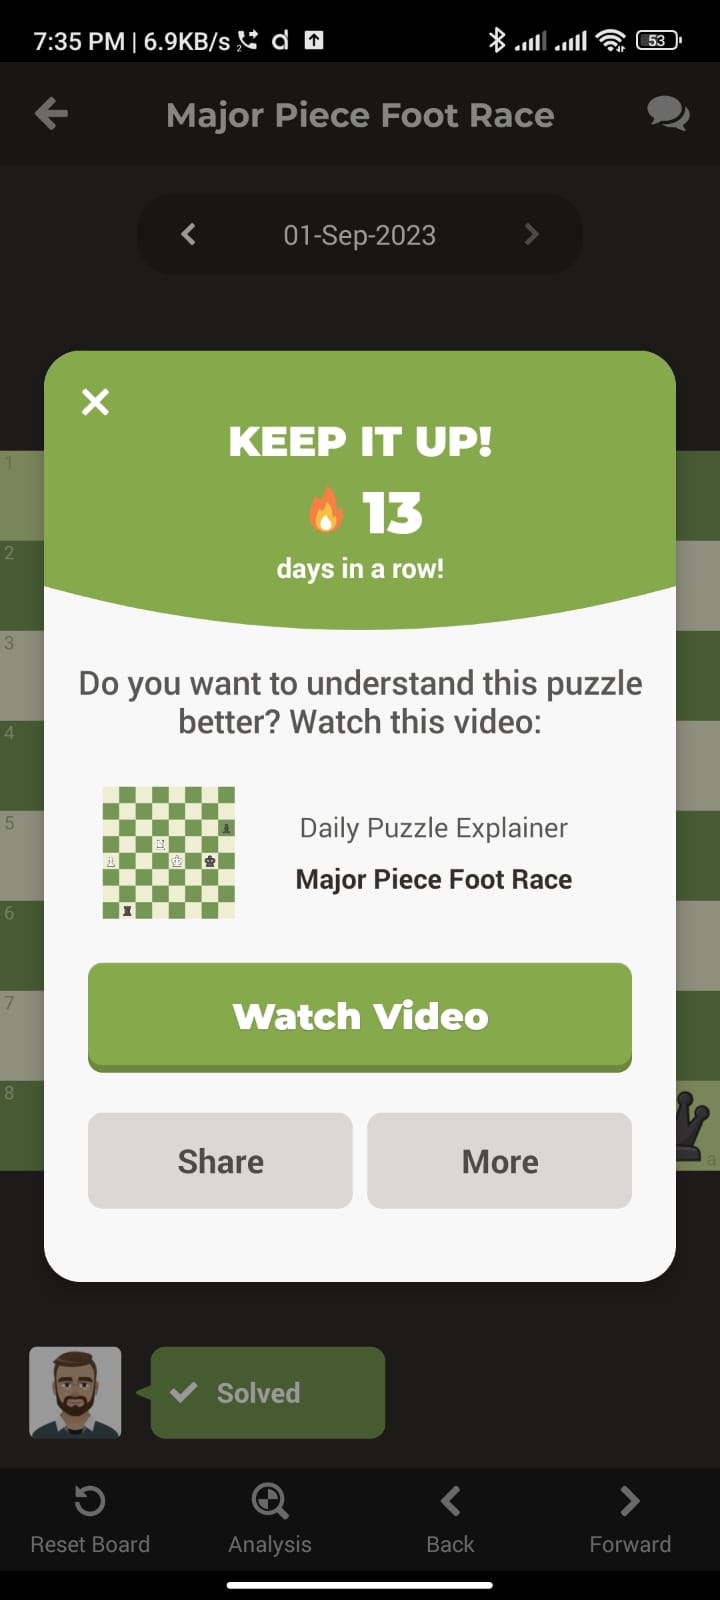 7:35 PM | 6.9KB/s 2 d 53
Major Piece Foot Race
01-Sep-2023
KEEP IT UP!
13
days in a row!
1
2
3
4
5
6
7
8
Do you want to understand this puzzle
better? Watch this video:
Daily Puzzle Explainer
Major Piece Foot Race
Watch Video
Share More
a
Solved
Reset Board Analysis Back Forward